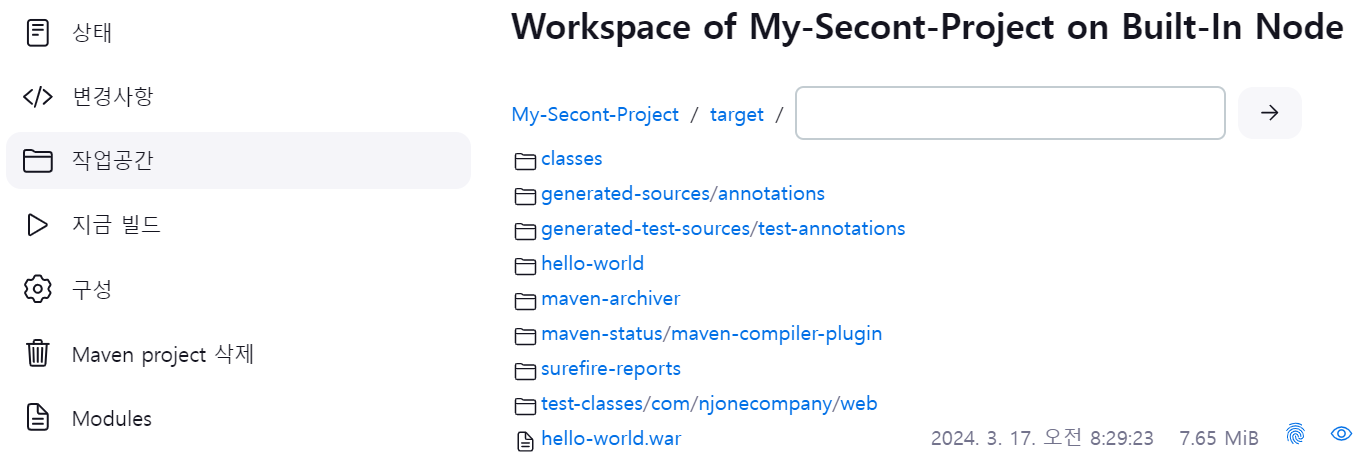 상태
변경사항
작업공간
지금 빌드
구성
Maven project 삭제
Modules
Workspace of My-Secont-Project on Built-In Node
My-Secont-Project / target /
classes
generated-sources/annotations
generated-test-sources/test-annotations
hello-world
maven-archiver
maven-status/maven-compiler-plugin
surefire-reports
test-classes/com/njonecompany/web
hello-world.war 2024. 3. 17. 오전 8:29:23 7.65 MiB